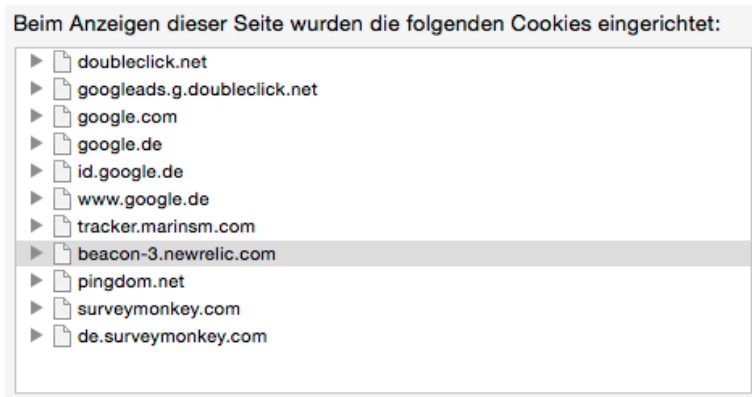 Beim Anzeigen dieser Seite wurden die folgenden Cookies eingerichtet:
doubleclick.net
googleads.g.doubleclick.net
google.com
google.de
id.google.de
www.google.de
tracker.marinsm.com
beacon-3.newrelic.com
pingdom.net
surveymonkey.com
de.surveymonkey.com